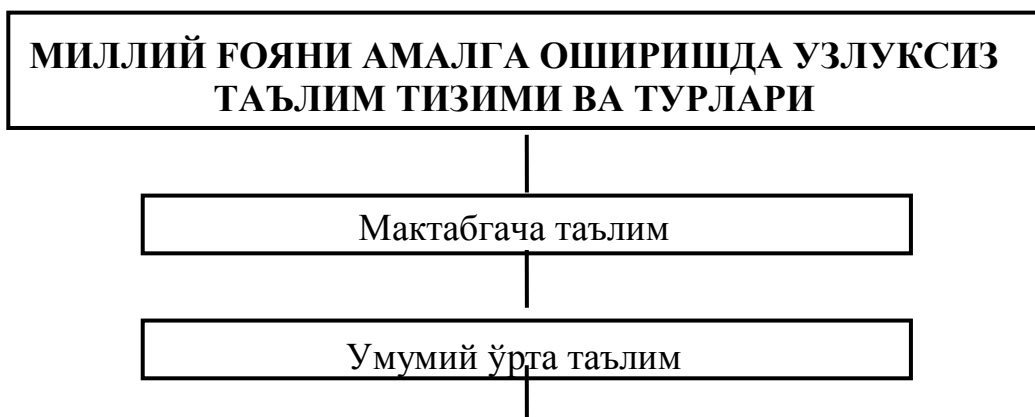 МИЛЛИЙ ҒОЯНИ АМАЛГА ОШИРИШДА УЗЛУКСИЗ
ТАЪЛИМ ТИЗИМИ ВА ТУРЛАРИ
Мактабгача таълим
Умумий ўрта таълим